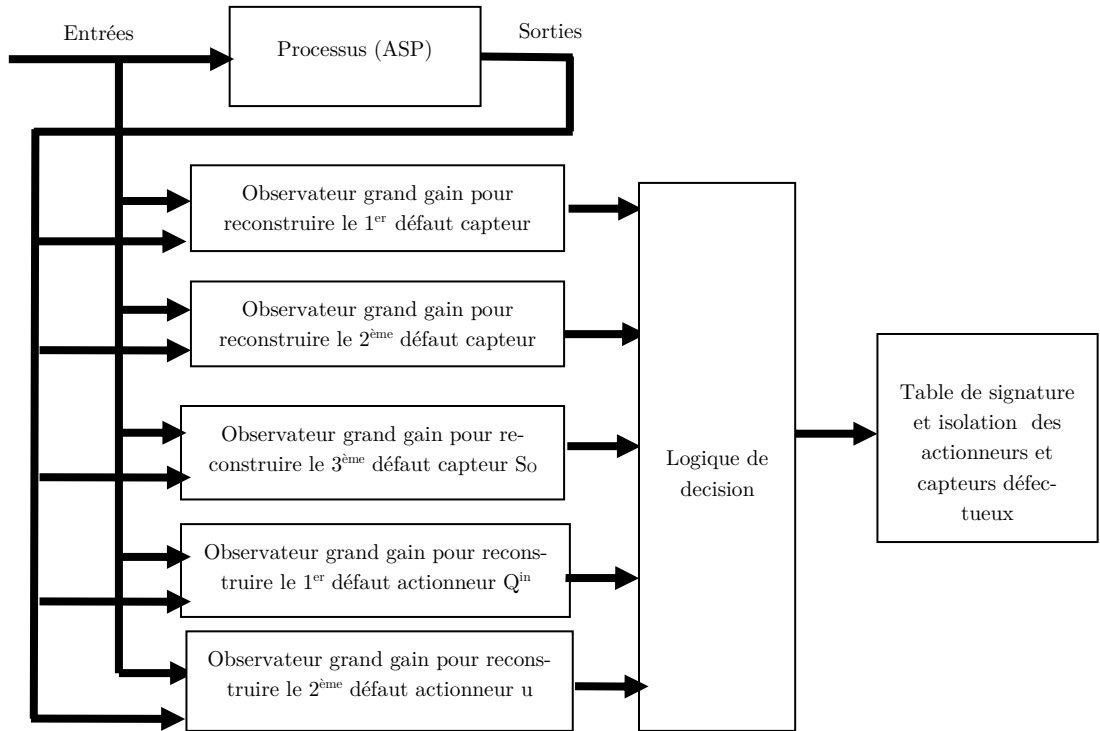 Entrées
Processus (ASP)
Sorties
Observateur grand gain pour
reconstruire le 1er défaut capteur
Observateur grand gain pour
reconstruire le 2ème défaut capteur
Observateur grand gain pour re-
construire le 3ème défaut capteur So
Observateur grand gain pour recons-
truire le 1er défaut actionneur Qin
Observateur grand gain pour recons-
truire le 2ème défaut actionneur u
Logique de
decision
Table de signature
et isolation des
actionneurs et
capteurs défec-
tueux